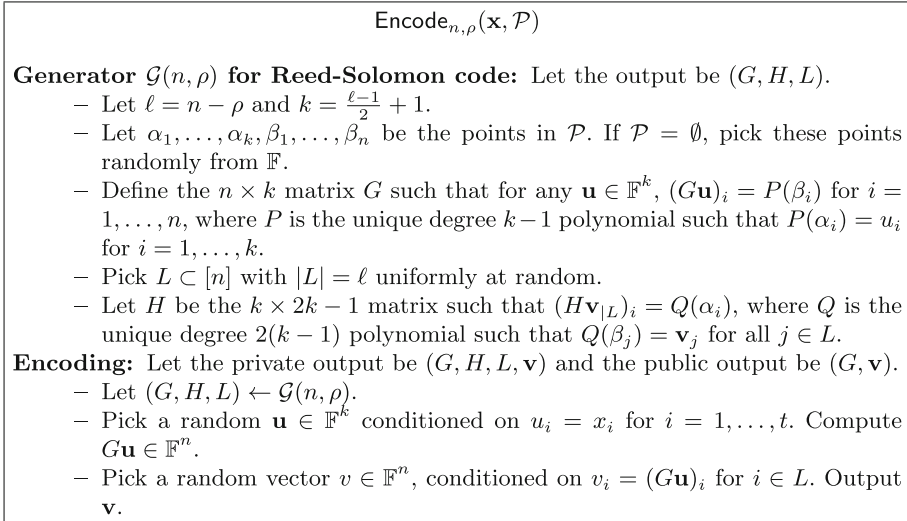 Encode_{n,ρ}(𝐱, 𝒫)
Generator 𝒢(n, ρ) for Reed-Solomon code: Let the output be (G, H, L).
– Let ℓ = n − ρ and k = \frac{ℓ−1}{2} + 1.
– Let α₁, . . . , α_k, β₁, . . . , β_n be the points in 𝒫. If 𝒫 = ∅, pick these points
randomly from 𝔽.
– Define the n × k matrix G such that for any 𝐮 ∈ 𝔽^k, (G𝐮)_i = P(β_i) for i =
1, . . . , n, where P is the unique degree k−1 polynomial such that P(α_i) = u_i
for i = 1, . . . , k.
– Pick L ⊂ [n] with |L| = ℓ uniformly at random.
– Let H be the k × 2k − 1 matrix such that (H𝐯_{|L})_i = Q(α_i), where Q is the
unique degree 2(k − 1) polynomial such that Q(β_j) = 𝐯_j for all j ∈ L.
Encoding: Let the private output be (G, H, L, 𝐯) and the public output be (G, 𝐯).
– Let (G, H, L) ← 𝒢(n, ρ).
– Pick a random 𝐮 ∈ 𝔽^k conditioned on u_i = x_i for i = 1, . . . , t. Compute
G𝐮 ∈ 𝔽^n.
– Pick a random vector v ∈ 𝔽^n, conditioned on v_i = (G𝐮)_i for i ∈ L. Output
𝐯.